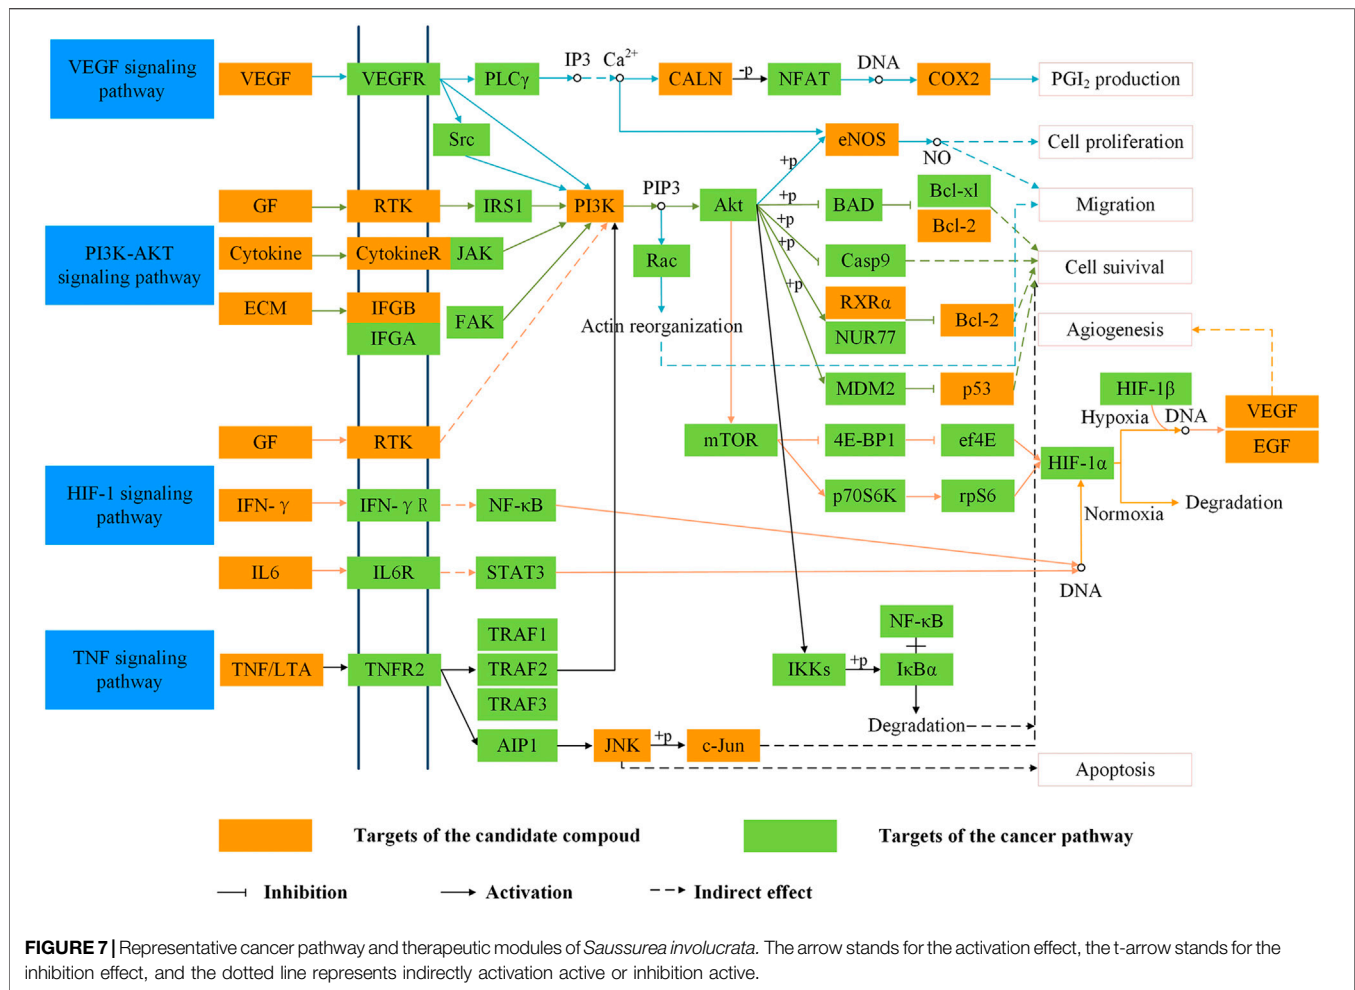 VEGF signaling
pathway
VEGF
VEGFR
PLCγ
IP3
Ca2+
CALN
-p
NFAT
DNA
COX2
PGI2 production
Src
eNOS
NO
Cell proliferation
+p
PI3K-AKT
signaling pathway
GF
RTK
IRS1
PI3K
PIP3
Akt
+p
BAD
Bcl-xl
Bcl-2
Migration
Cytokine
CytokineR
JAK
Rac
+p
+p
Casp9
Cell suivival
ECM
IFGB
IFGA
FAK
Actin reorganization
+p
RXRα
NUR77
Bcl-2
Agiogenesis
MDM2
p53
HIF-1β
Hypoxia
DNA
VEGF
EGF
HIF-1 signaling
pathway
GF
RTK
mTOR
4E-BP1
ef4E
HIF-1α
IFN- γ
IFN- γ R
NF-κB
p70S6K
rpS6
Normoxia
Degradation
IL6
IL6R
STAT3
DNA
TNF signaling
pathway
TNF/LTA
TNFR2
TRAF1
TRAF2
TRAF3
IKKs
+p
NF-κB
IκBα
Degradation
AIP1
JNK
+p
c-Jun
Apoptosis
Targets of the candidate compoud
Targets of the cancer pathway
Inhibition
Activation
Indirect effect
FIGURE 7 | Representative cancer pathway and therapeutic modules of Saussurea involucrata. The arrow stands for the activation effect, the t-arrow stands for the
inhibition effect, and the dotted line represents indirectly activation active or inhibition active.